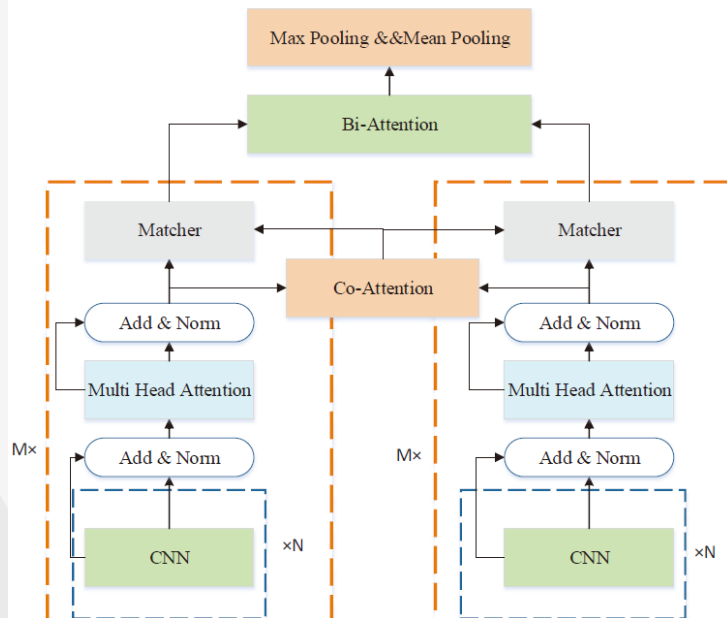 Max Pooling &&Mean Pooling
Bi-Attention
Matcher
Matcher
Co-Attention
Add & Norm
Add & Norm
Multi Head Attention
Multi Head Attention
M×
Add & Norm
M×
Add & Norm
×N
×N
CNN
CNN